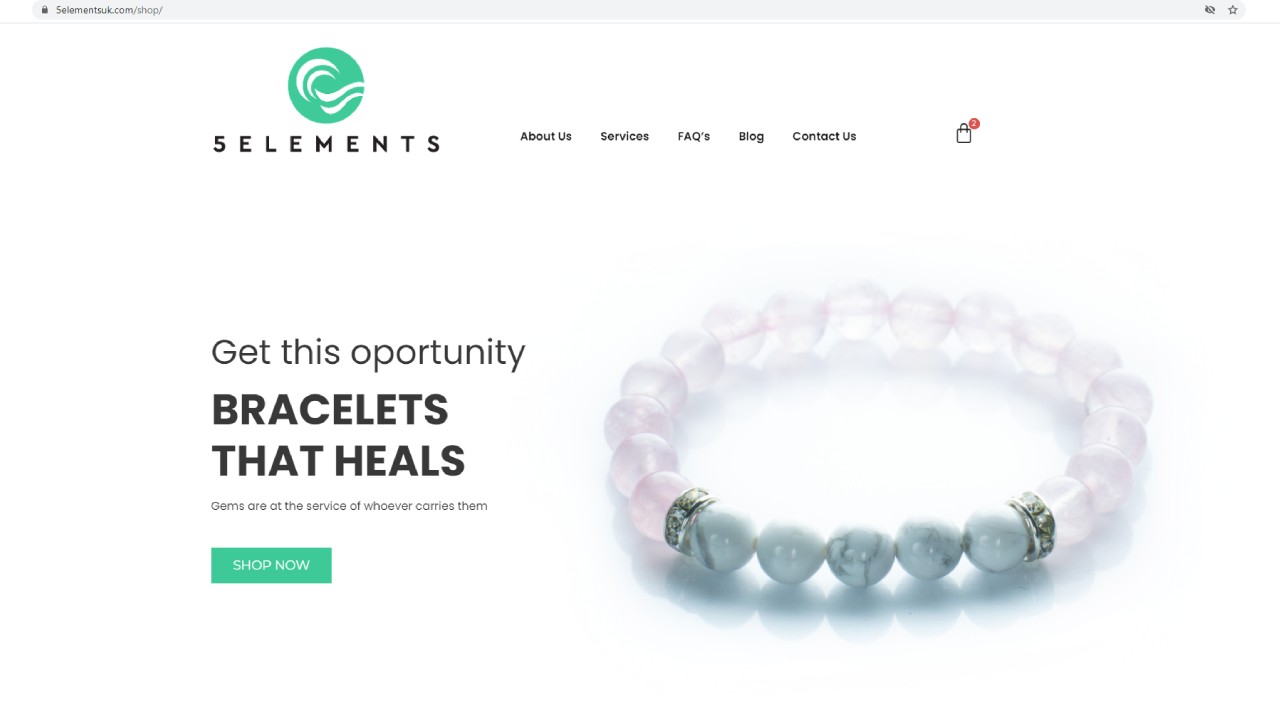 5elementsuk.com/shop/
5ELEMENTS
About Us Services FAQ's Blog Contact Us 2
Get this oportunity
BRACELETS
THAT HEALS
Gems are at the service of whoever carries them
SHOP NOW